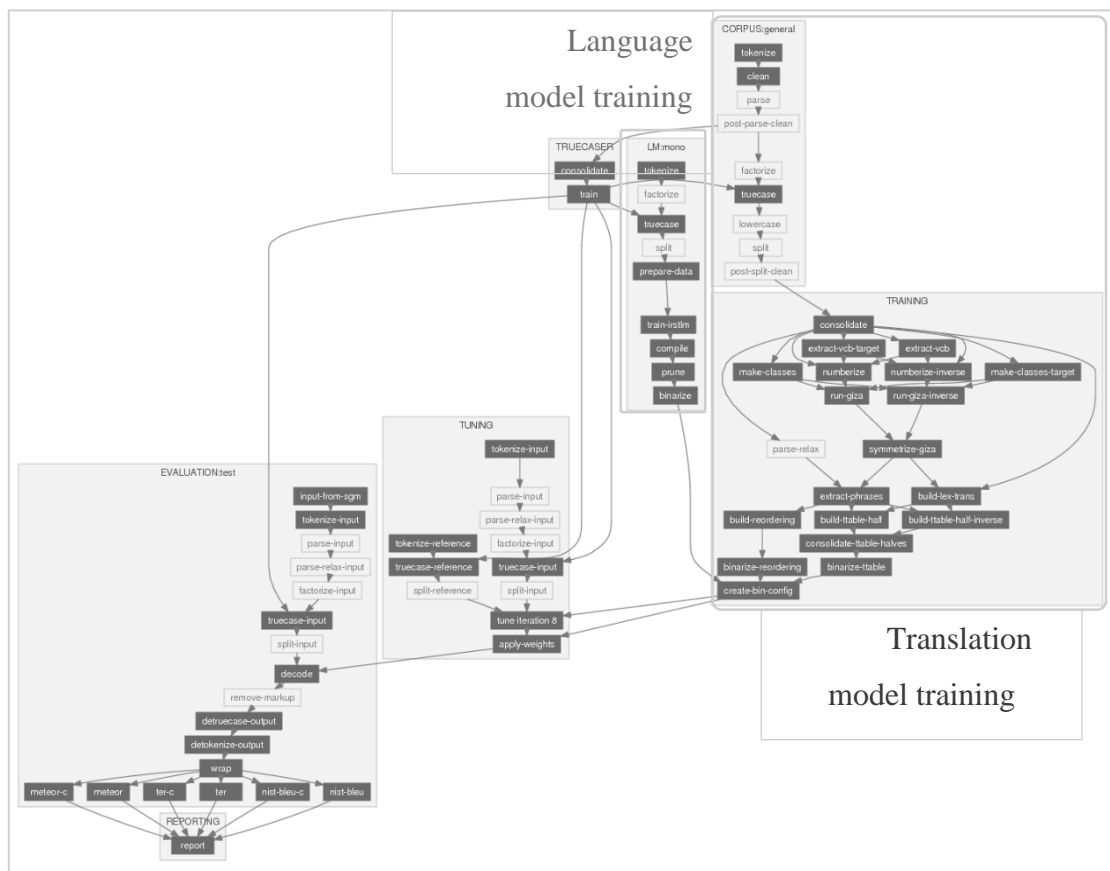 Language
model training
CORPUS:general
tokenize
clean
parse
post-parse-clean
factorize
truecase
lowercase
split
post-split-clean
TRUECASER
consolidate
train
LM:mono
tokenize
factorize
truecase
split
prepare-data
train-irstlm
compile
prune
binarize
TRAINING
consolidate
extract-vcb-target extract-vcb
make-classes numberize numberize-inverse make-classes-target
run-giza run-giza-inverse
parse-relax symmetrize-giza
extract-phrases build-lex-trans
build-reordering build-ttable-half build-ttable-half-inverse
consolidate-ttable-halves
binarize-reordering binarize-ttable
create-bin-config
TUNING
tokenize-input
parse-input
parse-relax-input
tokenize-reference factorize-input
truecase-reference truecase-input
split-reference split-input
tune iteration 8
apply-weights
EVALUATION:test
input-from-sgm
tokenize-input
parse-input
parse-relax-input
factorize-input
truecase-input
split-input
decode
remove-markup
detruecase-output
detokenize-output
wrap
meteor-c meteor ter-c ter nist-bleu-c nist-bleu
REPORTING
report
Translation
model training